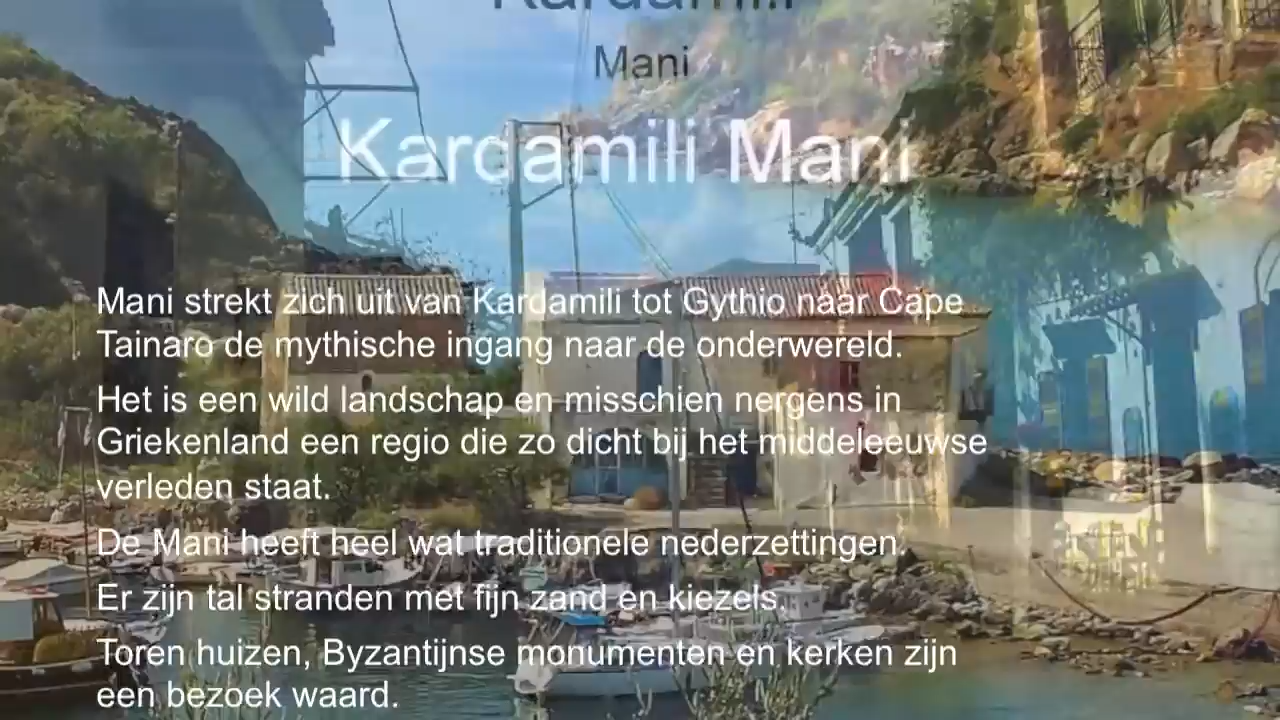 Kardamili
Mani
Kardamili Mani
Mani strekt zich uit van Kardamili tot Gythio naar Cape
Tainaro de mythische ingang naar de onderwereld.
Het is een wild landschap en misschien nergens in
Griekenland een regio die zo dicht bij het middeleeuwse
verleden staat.
De Mani heeft heel wat traditionele nederzettingen.
Er zijn tal stranden met fijn zand en kiezels.
Toren huizen, Byzantijnse monumenten en kerken zijn
een bezoek waard.